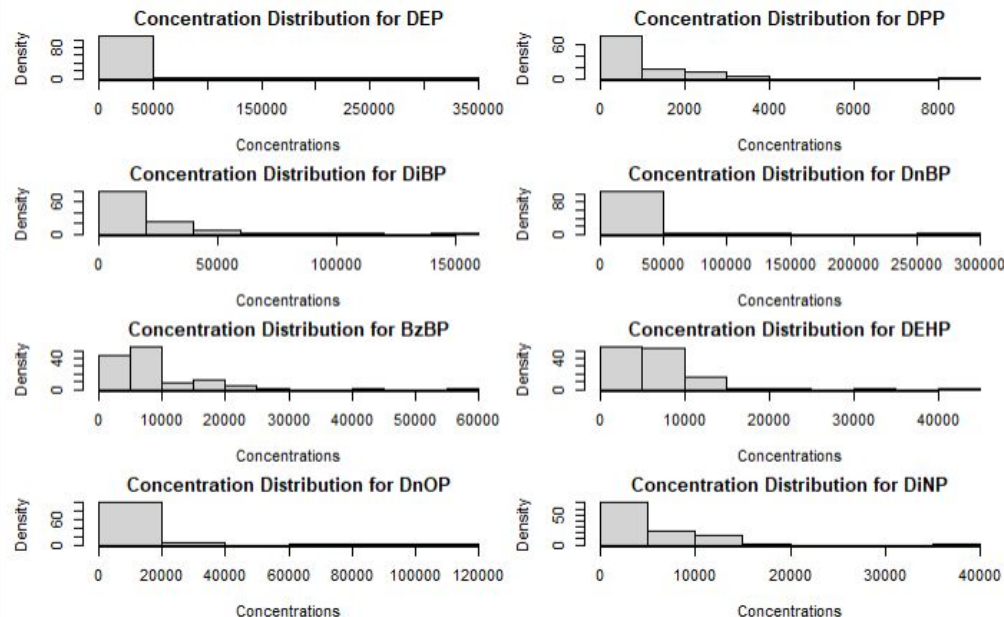 Concentration Distribution for DEP
Density
0 80
0 50000 150000 250000 350000
Concentrations
Concentration Distribution for DPP
Density
0 60
0 2000 4000 6000 8000
Concentrations
Concentration Distribution for DiBP
Density
0 60
0 50000 100000 150000
Concentrations
Concentration Distribution for DnBP
Density
0 80
0 50000 100000 150000 200000 250000 300000
Concentrations
Concentration Distribution for BzBP
Density
0 40
0 10000 20000 30000 40000 50000 60000
Concentrations
Concentration Distribution for DEHP
Density
0 40
0 10000 20000 30000 40000
Concentrations
Concentration Distribution for DnOP
Density
0 60
0 20000 40000 60000 80000 100000 120000
Concentrations
Concentration Distribution for DiNP
Density
0 50
0 10000 20000 30000 40000
Concentrations